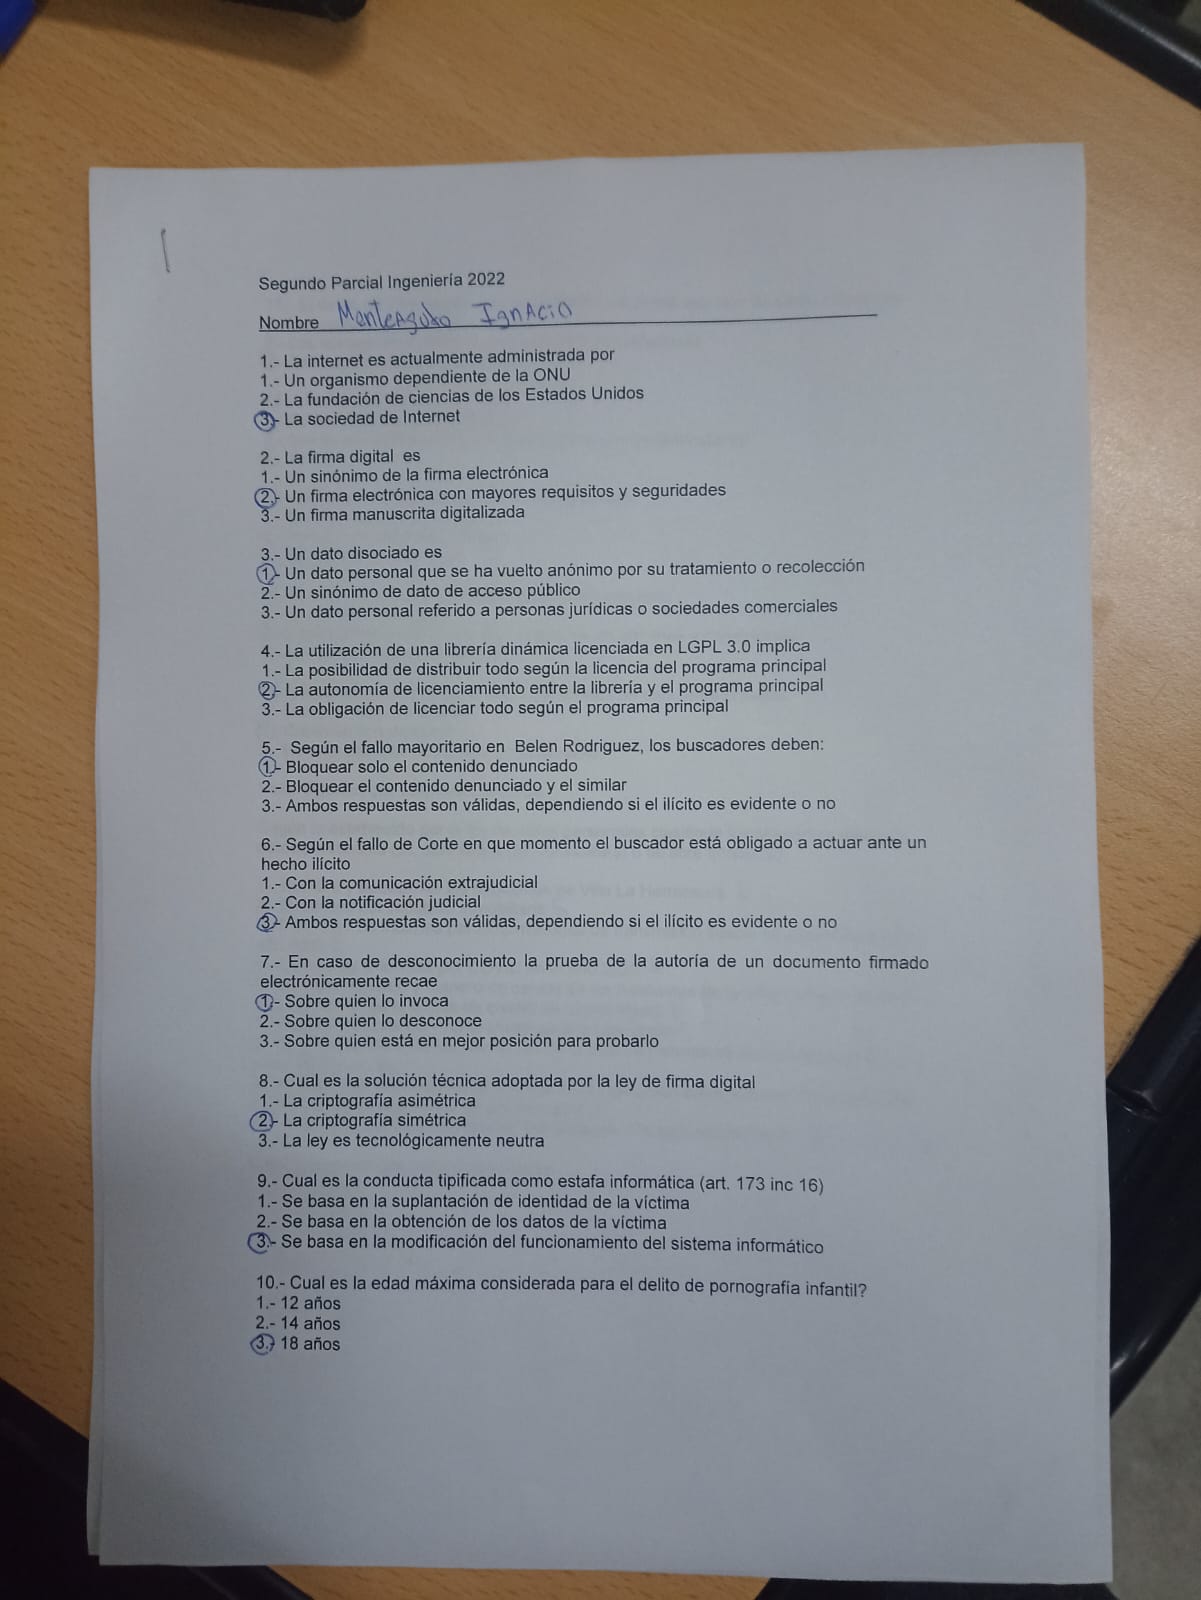 Segundo Parcial Ingeniería 2022
Nombre Monteagudo Ignacio
1.- La internet es actualmente administrada por
1.- Un organismo dependiente de la ONU
2.- La fundación de ciencias de los Estados Unidos
3.- La sociedad de Internet
2.- La firma digital es
1.- Un sinónimo de la firma electrónica
2.- Un firma electrónica con mayores requisitos y seguridades
3.- Un firma manuscrita digitalizada
3.- Un dato disociado es
1.- Un dato personal que se ha vuelto anónimo por su tratamiento o recolección
2.- Un sinónimo de dato de acceso público
3.- Un dato personal referido a personas jurídicas o sociedades comerciales
4.- La utilización de una librería dinámica licenciada en LGPL 3.0 implica
1.- La posibilidad de distribuir todo según la licencia del programa principal
2.- La autonomía de licenciamiento entre la librería y el programa principal
3.- La obligación de licenciar todo según el programa principal
5.- Según el fallo mayoritario en Belen Rodriguez, los buscadores deben:
1.- Bloquear solo el contenido denunciado
2.- Bloquear el contenido denunciado y el similar
3.- Ambos respuestas son válidas, dependiendo si el ilícito es evidente o no
6.- Según el fallo de Corte en que momento el buscador está obligado a actuar ante un
hecho ilícito
1.- Con la comunicación extrajudicial
2.- Con la notificación judicial
3.- Ambos respuestas son válidas, dependiendo si el ilícito es evidente o no
7.- En caso de desconocimiento la prueba de la autoría de un documento firmado
electrónicamente recae
1.- Sobre quien lo invoca
2.- Sobre quien lo desconoce
3.- Sobre quien está en mejor posición para probarlo
8.- Cual es la solución técnica adoptada por la ley de firma digital
1.- La criptografía asimétrica
2.- La criptografía simétrica
3.- La ley es tecnológicamente neutra
9.- Cual es la conducta tipificada como estafa informática (art. 173 inc 16)
1.- Se basa en la suplantación de identidad de la víctima
2.- Se basa en la obtención de los datos de la víctima
3.- Se basa en la modificación del funcionamiento del sistema informático
10.- Cual es la edad máxima considerada para el delito de pornografía infantil?
1.- 12 años
2.- 14 años
3.- 18 años